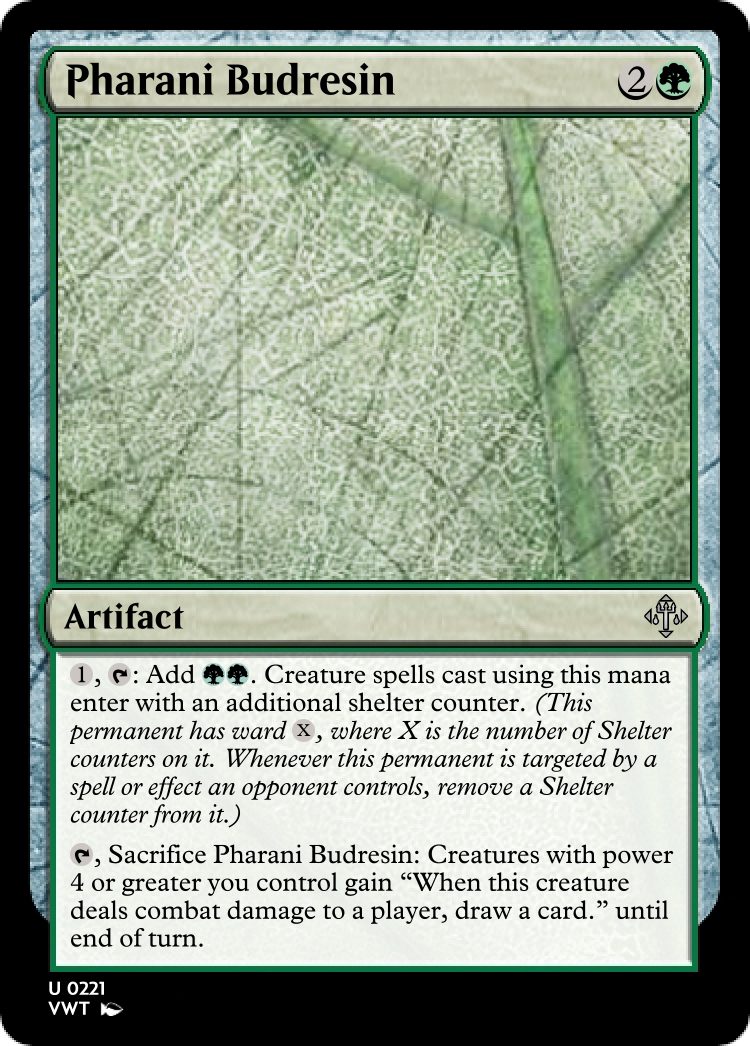 Pharani Budresin 2
Artifact
1, : Add . Creature spells cast using this mana
enter with an additional shelter counter. (This
permanent has ward X, where X is the number of Shelter
counters on it. Whenever this permanent is targeted by a
spell or effect an opponent controls, remove a Shelter
counter from it.)
, Sacrifice Pharani Budresin: Creatures with power
4 or greater you control gain “When this creature
deals combat damage to a player, draw a card.” until
end of turn.
U 0221
VWT